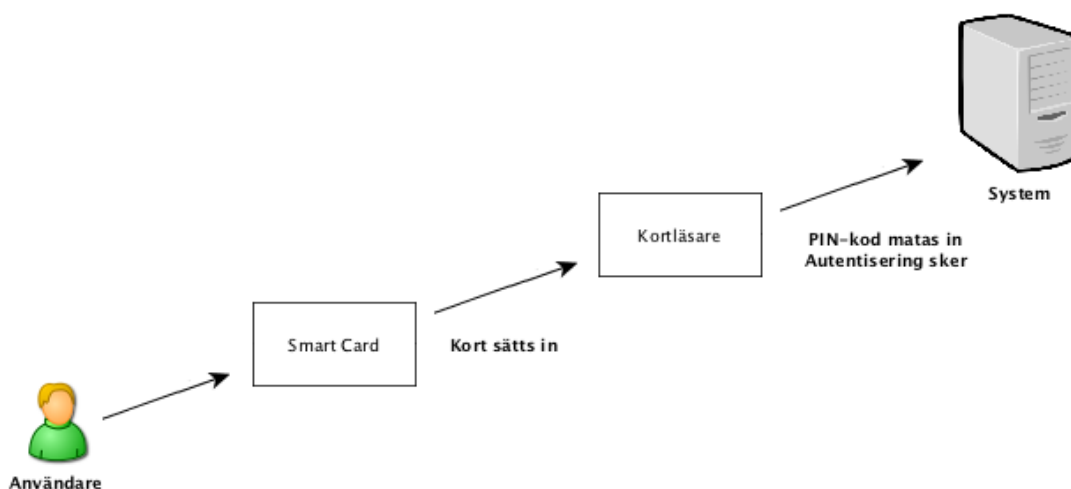 System
Kortläsare
PIN-kod matas in
Autentisering sker
Smart Card
Kort sätts in
Användare